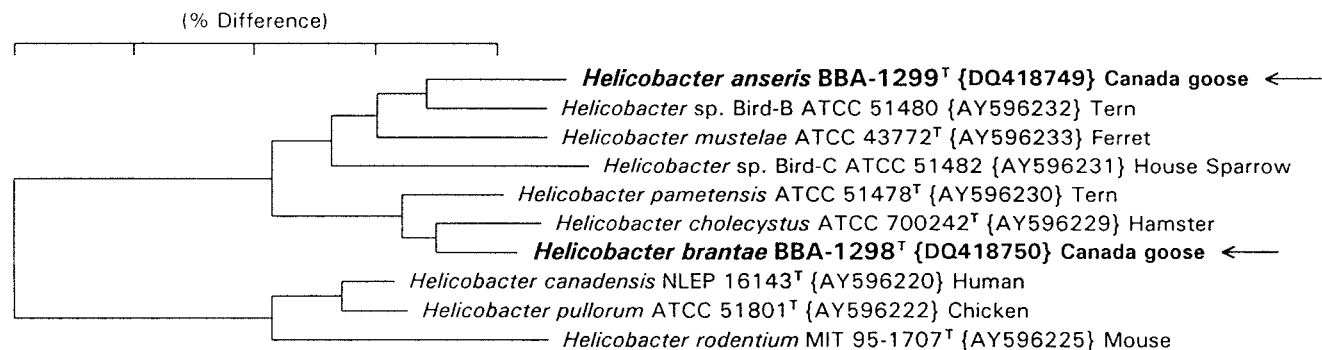 (% Difference)
Helicobacter anseris BBA-1299ᵀ {DQ418749} Canada goose
Helicobacter sp. Bird-B ATCC 51480 {AY596232} Tern
Helicobacter mustelae ATCC 43772ᵀ {AY596233} Ferret
Helicobacter sp. Bird-C ATCC 51482 {AY596231} House Sparrow
Helicobacter pametensis ATCC 51478ᵀ {AY596230} Tern
Helicobacter cholecystus ATCC 700242ᵀ {AY596229} Hamster
Helicobacter brantae BBA-1298ᵀ {DQ418750} Canada goose
Helicobacter canadensis NLEP 16143ᵀ {AY596220} Human
Helicobacter pullorum ATCC 51801ᵀ {AY596222} Chicken
Helicobacter rodentium MIT 95-1707ᵀ {AY596225} Mouse